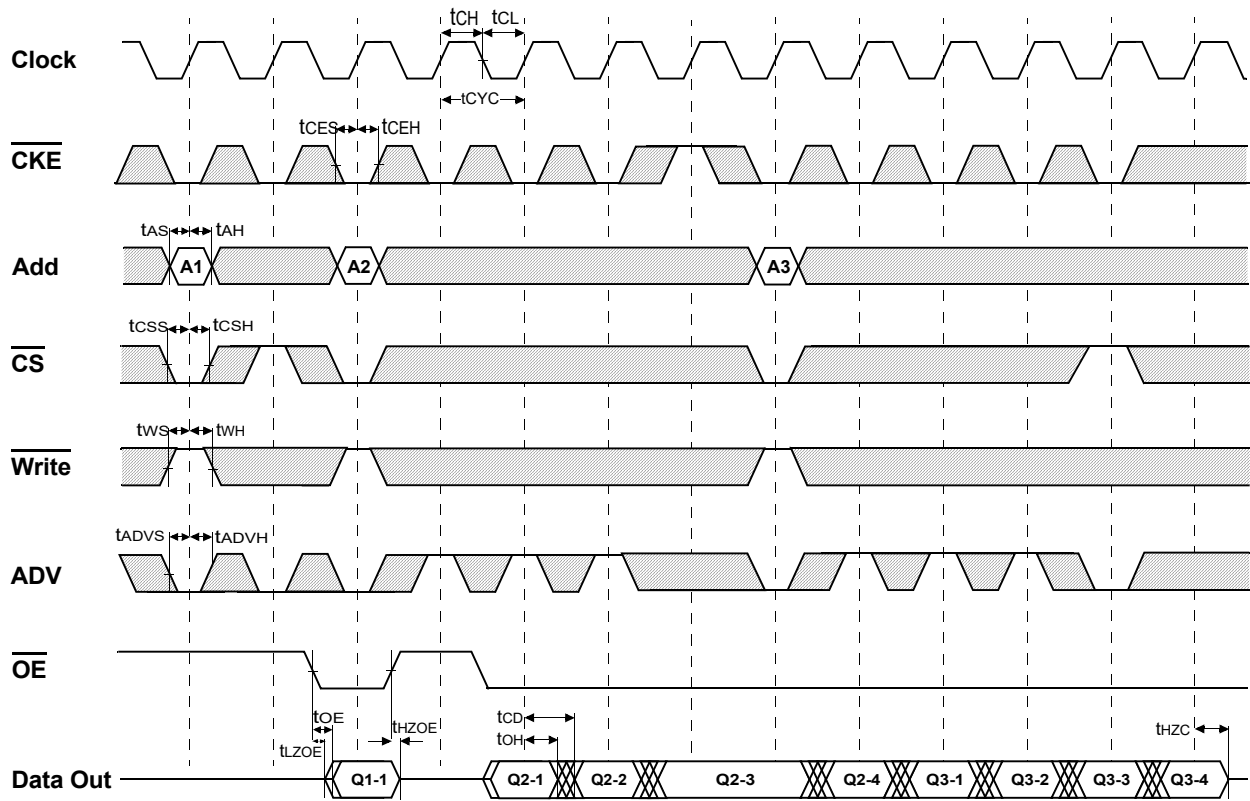 tCH tCL
Clock
tCYC
tCES tCEH
CKE
tAS tAH
Add A1 A2 A3
tCSS tCSH
CS
tWS tWH
Write
tADVS tADVH
ADV
OE
tOE tHZOE tCD tHZC
tLZOE tOH
Data Out Q1-1 Q2-1 Q2-2 Q2-3 Q2-4 Q3-1 Q3-2 Q3-3 Q3-4